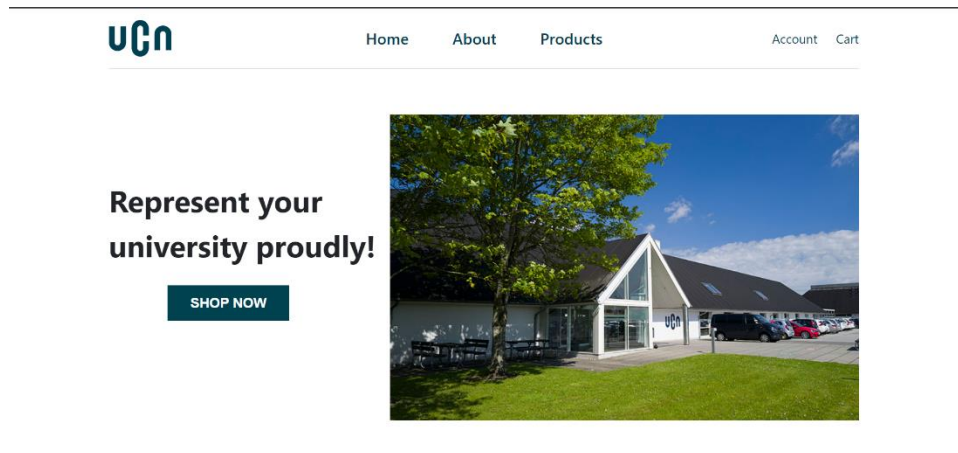 ucn
Home About Products Account Cart
Represent your
university proudly!
SHOP NOW
ucn